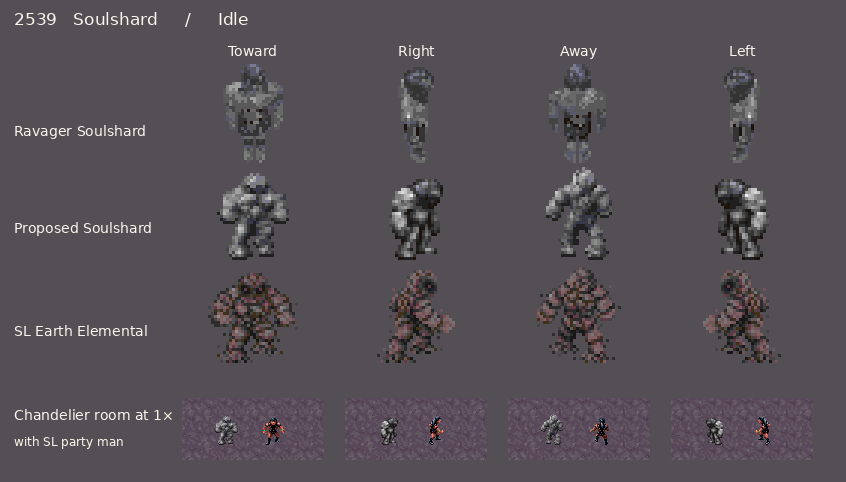 2539 Soulshard / Idle
Toward Right Away Left
Ravager Soulshard
Proposed Soulshard
SL Earth Elemental
Chandelier room at 1×
with SL party man